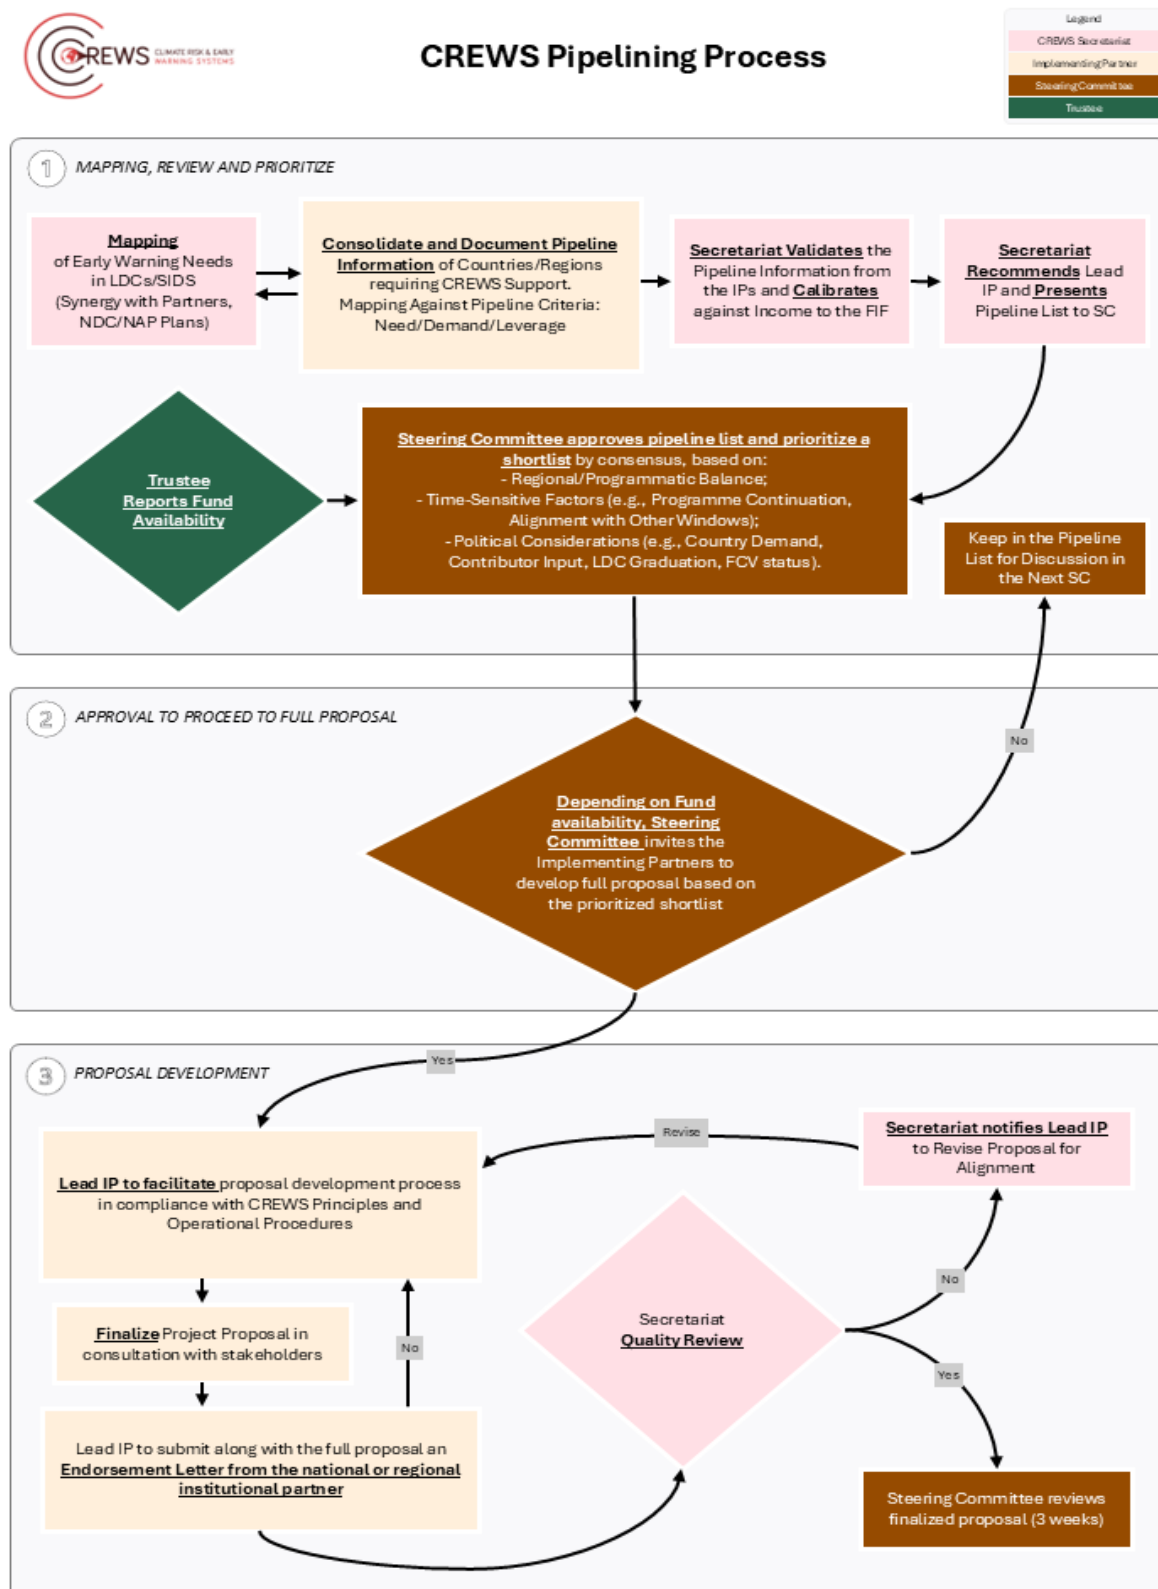 CREWS
CLIMATE RISK & EARLY
WARNING SYSTEMS
CREWS Pipelining Process
Legend
CREWS Secretariat
Implementing Partner
Steering Committee
Trustee
1
MAPPING, REVIEW AND PRIORITIZE
Mapping
of Early Warning Needs
in LDCs/SIDS
(Synergy with Partners,
NDC/NAP Plans)
Consolidate and Document Pipeline
Information of Countries/Regions
requiring CREWS Support.
Mapping Against Pipeline Criteria:
Need/Demand/Leverage
Secretariat Validates the
Pipeline Information from
the IPs and Calibrates
against Income to the FIF
Secretariat
Recommends Lead
IP and Presents
Pipeline List to SC
Trustee
Reports Fund
Availability
Steering Committee approves pipeline list and prioritize a
shortlist by consensus, based on:
- Regional/Programmatic Balance;
- Time-Sensitive Factors (e.g., Programme Continuation,
Alignment with Other Windows);
- Political Considerations (e.g., Country Demand,
Contributor Input, LDC Graduation, FCV status).
Keep in the Pipeline
List for Discussion in
the Next SC
2
APPROVAL TO PROCEED TO FULL PROPOSAL
No
Depending on Fund
availability, Steering
Committee invites the
Implementing Partners to
develop full proposal based on
the prioritized shortlist
Yes
3
PROPOSAL DEVELOPMENT
Lead IP to facilitate proposal development process
in compliance with CREWS Principles and
Operational Procedures
Revise
Secretariat notifies Lead IP
to Revise Proposal for
Alignment
Finalize Project Proposal in
consultation with stakeholders
No
Secretariat
Quality Review
No
Yes
Lead IP to submit along with the full proposal an
Endorsement Letter from the national or regional
institutional partner
Steering Committee reviews
finalized proposal (3 weeks)